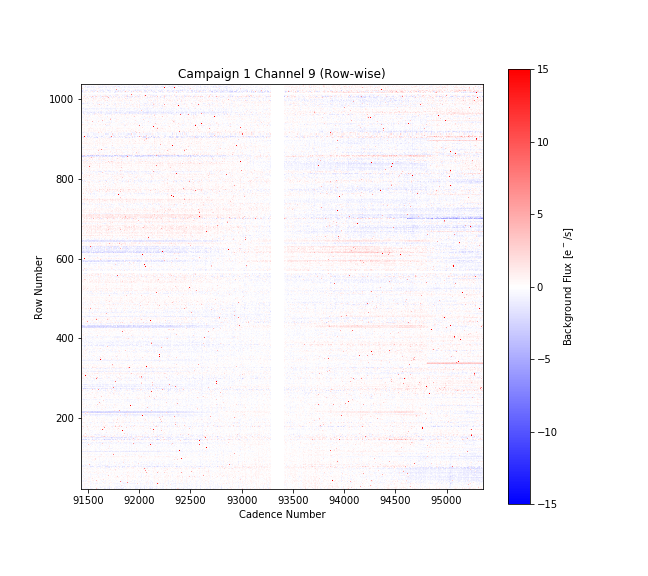 Campaign 1 Channel 9 (Row-wise)
1000
800
600
400
200
Row Number
91500 92000 92500 93000 93500 94000 94500 95000
Cadence Number
15
10
5
0
−5
−10
−15
Background Flux [e⁻/s]